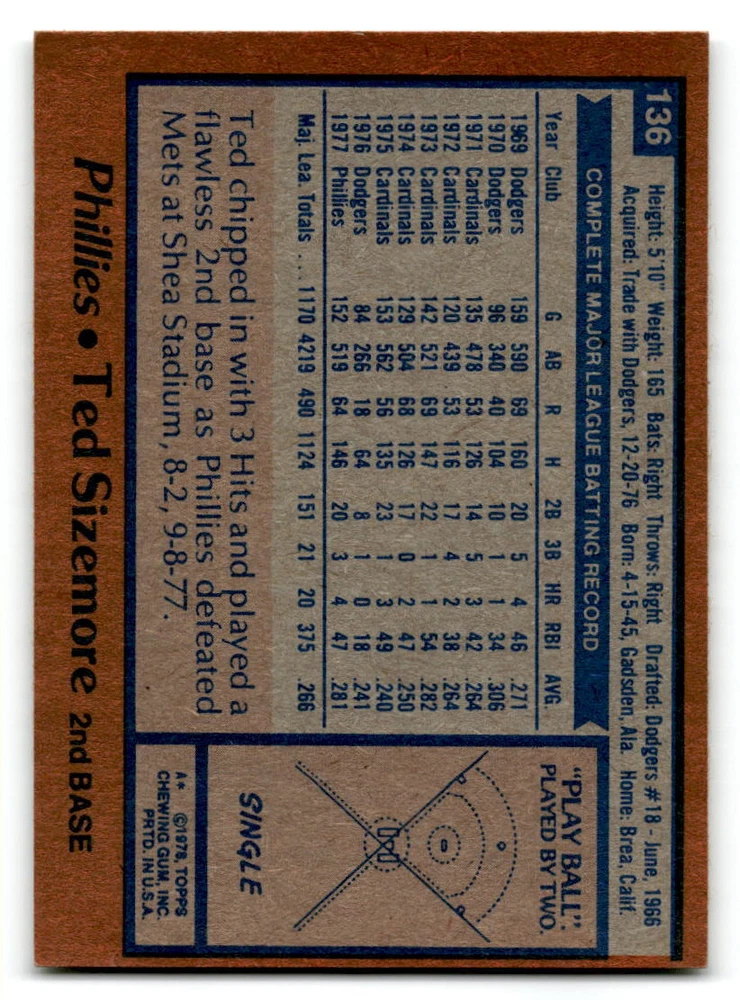 136
Height: 5'10" Weight: 165 Bats: Right Throws: Right Drafted: Dodgers #18 - June, 1966
Acquired: Trade with Dodgers, 12-20-76 Born: 4-15-45, Gadsden, Ala. Home: Brea, Calif.
COMPLETE MAJOR LEAGUE BATTING RECORD
Year Club G AB R H 2B 3B HR RBI AVG.
1969 Dodgers 159 590 69 160 20 5 4 46 .271
1970 Dodgers 96 340 40 104 10 1 1 34 .306
1971 Cardinals 135 478 53 126 14 5 3 42 .264
1972 Cardinals 120 439 53 116 17 4 2 38 .264
1973 Cardinals 142 521 69 147 22 1 1 54 .282
1974 Cardinals 129 504 68 126 17 0 2 47 .250
1975 Cardinals 153 562 56 135 23 1 3 49 .240
1976 Dodgers 84 266 18 64 8 1 0 18 .241
1977 Phillies 152 519 64 146 20 3 4 47 .281
Maj. Lea. Totals ... 1170 4219 490 1124 151 21 20 375 .266
Ted chipped in with 3 Hits and played a
flawless 2nd base as Phillies defeated
Mets at Shea Stadium, 8-2, 9-8-77.
"PLAY BALL".
PLAYED BY TWO.
SINGLE
A* ©1978, TOPPS
CHEWING GUM, INC.
PRTD. IN U.S.A.
Phillies • Ted Sizemore 2nd BASE